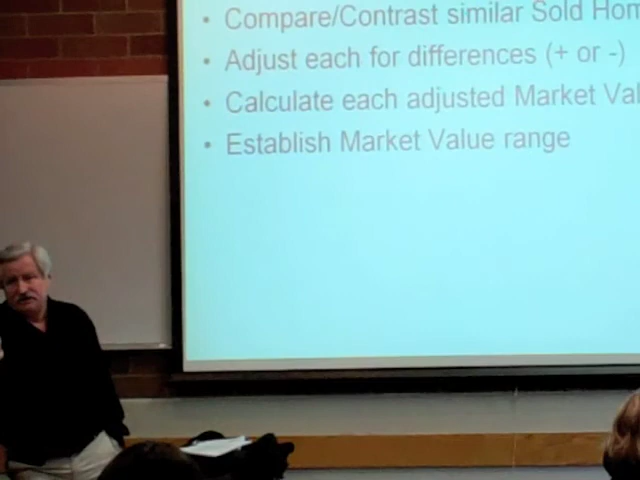 • Compare/Contrast similar Sold Hom
• Adjust each for differences (+ or -)
• Calculate each adjusted Market Val
• Establish Market Value range